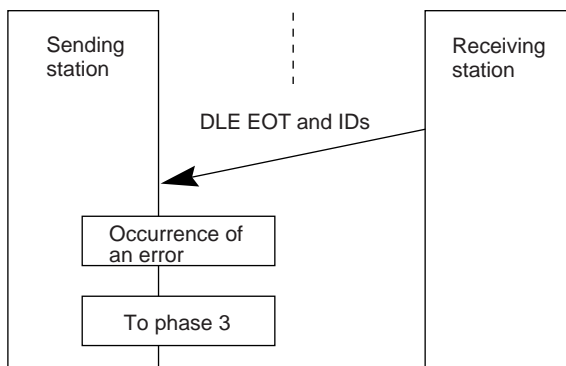 Sending
station
Receiving
station
DLE EOT and IDs
Occurrence of
an error
To phase 3